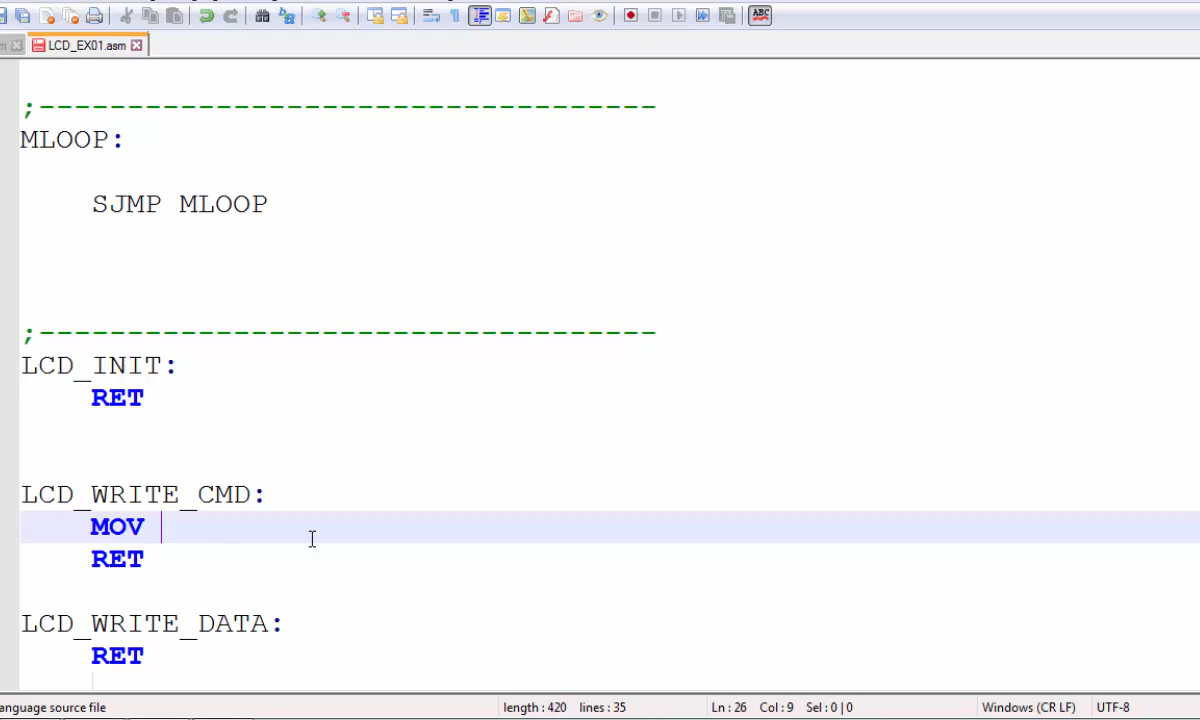 ABC
m
LCD_EX01.asm
;-----------------------------------
MLOOP:
SJMP MLOOP
;-----------------------------------
LCD_INIT:
RET
LCD_WRITE_CMD:
MOV
RET
LCD_WRITE_DATA:
RET
anguage source file length : 420 lines : 35 Ln : 26 Col : 9 Sel : 0 | 0 Windows (CR LF) UTF-8